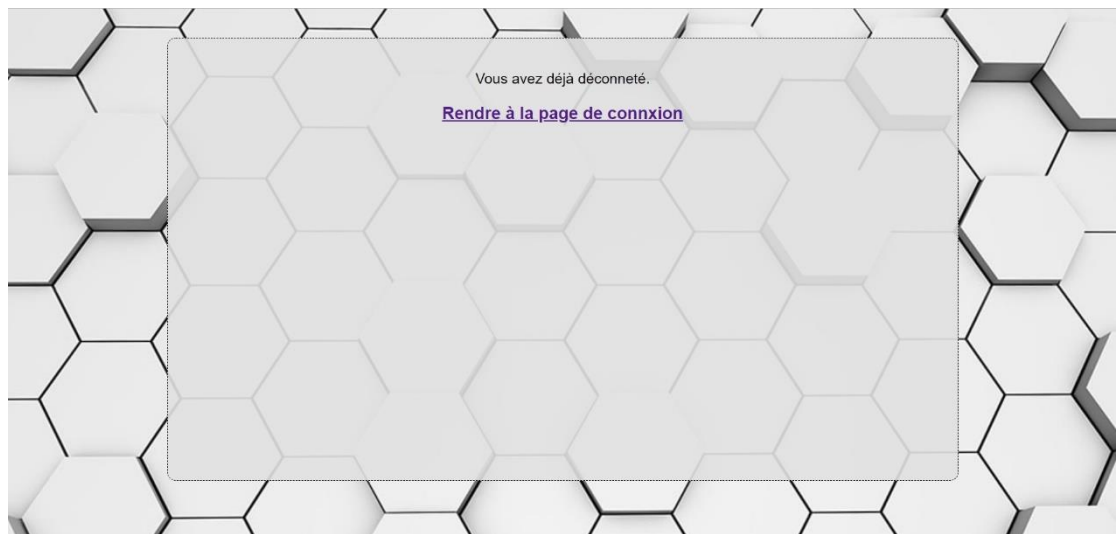 Vous avez déjà déconneté.
Rendre à la page de connxion